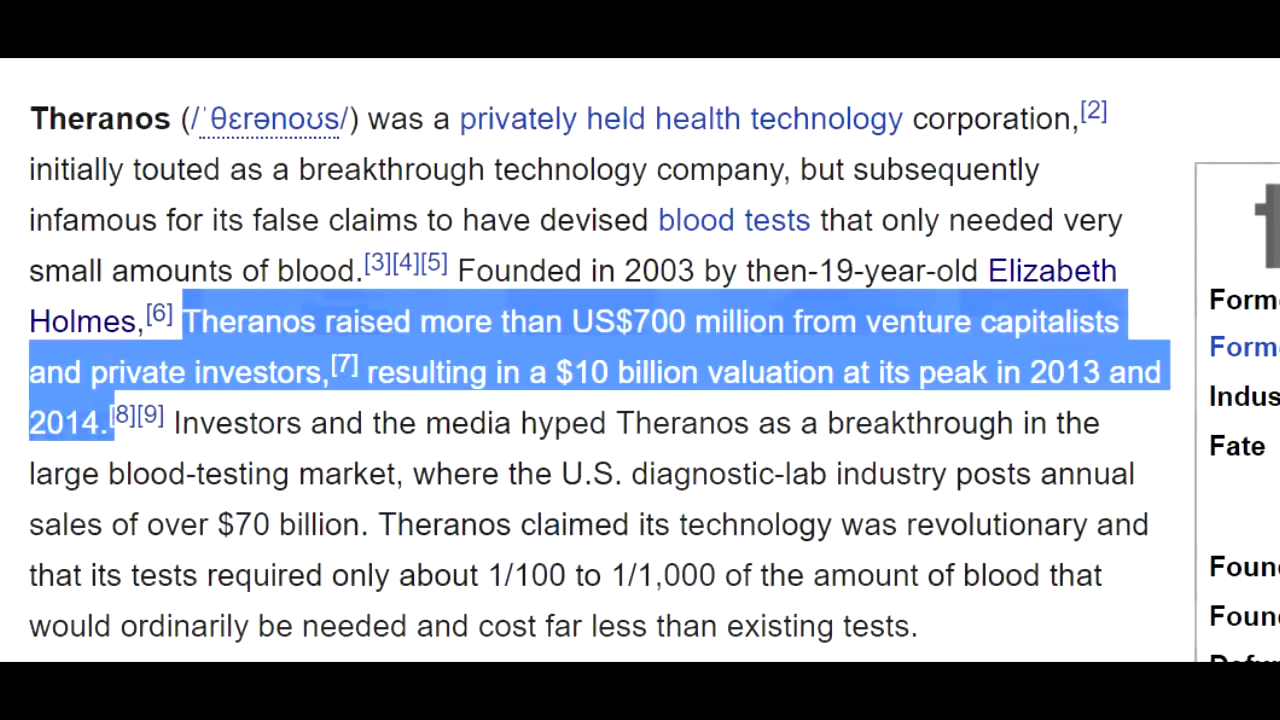 Theranos (/ˈθɛrənoʊs/) was a privately held health technology corporation,[2]
initially touted as a breakthrough technology company, but subsequently
infamous for its false claims to have devised blood tests that only needed very
small amounts of blood.[3][4][5] Founded in 2003 by then-19-year-old Elizabeth
Holmes,[6] Theranos raised more than US$700 million from venture capitalists
and private investors,[7] resulting in a $10 billion valuation at its peak in 2013 and
2014.[8][9] Investors and the media hyped Theranos as a breakthrough in the
large blood-testing market, where the U.S. diagnostic-lab industry posts annual
sales of over $70 billion. Theranos claimed its technology was revolutionary and
that its tests required only about 1/100 to 1/1,000 of the amount of blood that
would ordinarily be needed and cost far less than existing tests.
Fate